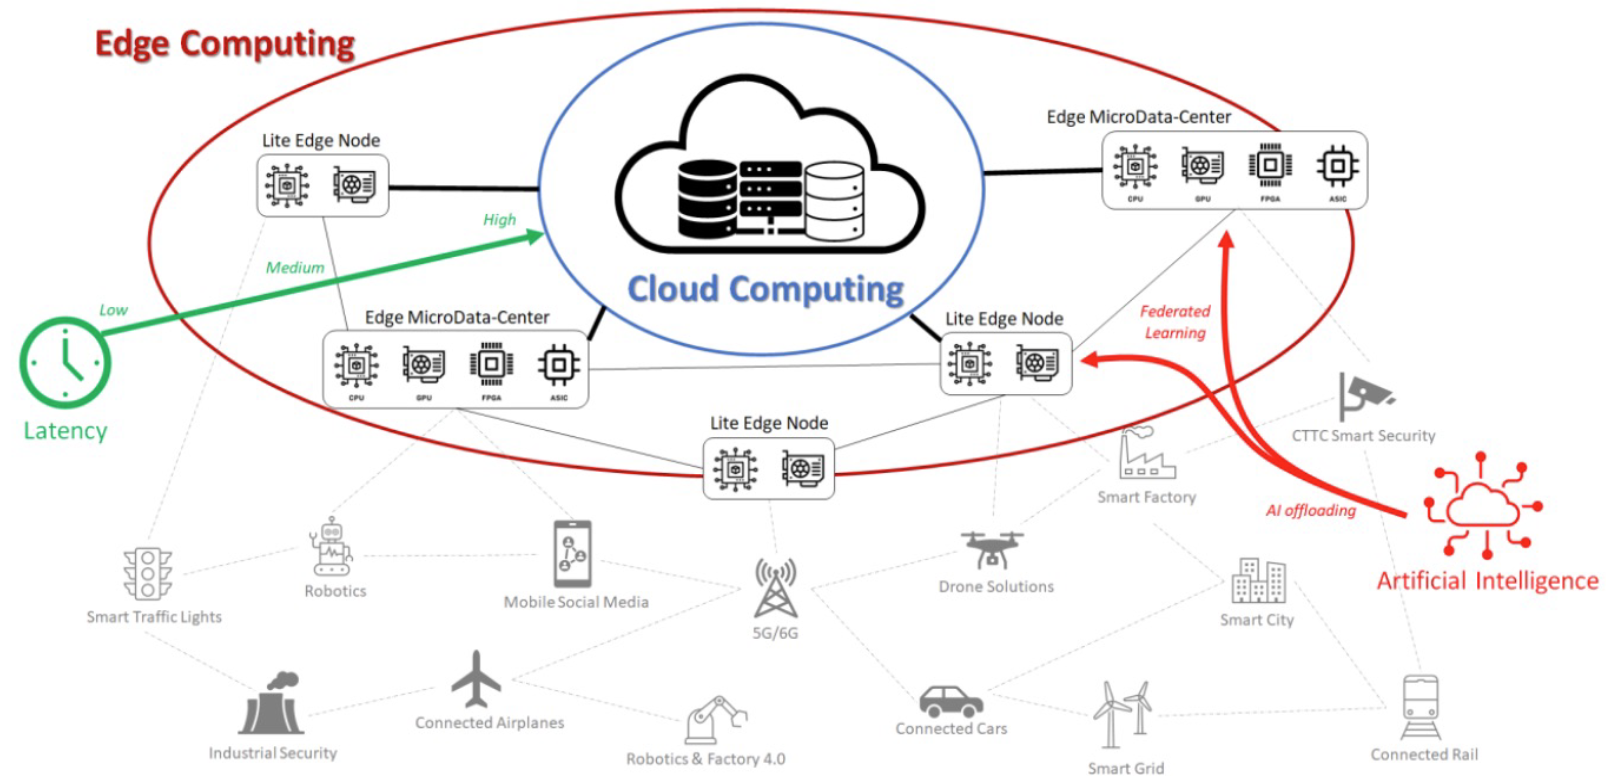 Edge Computing
Edge MicroData-Center
CPU
GPU
FPGA
ASIC
Lite Edge Node
High
Medium
Low
Cloud Computing
Latency
Edge MicroData-Center
CPU
GPU
FPGA
ASIC
Lite Edge Node
Federated
Learning
Lite Edge Node
CTTC Smart Security
Smart Factory
AI offloading
Artificial Intelligence
Smart Traffic Lights
Robotics
Mobile Social Media
5G/6G
Drone Solutions
Smart City
Industrial Security
Connected Airplanes
Robotics & Factory 4.0
Connected Cars
Smart Grid
Connected Rail